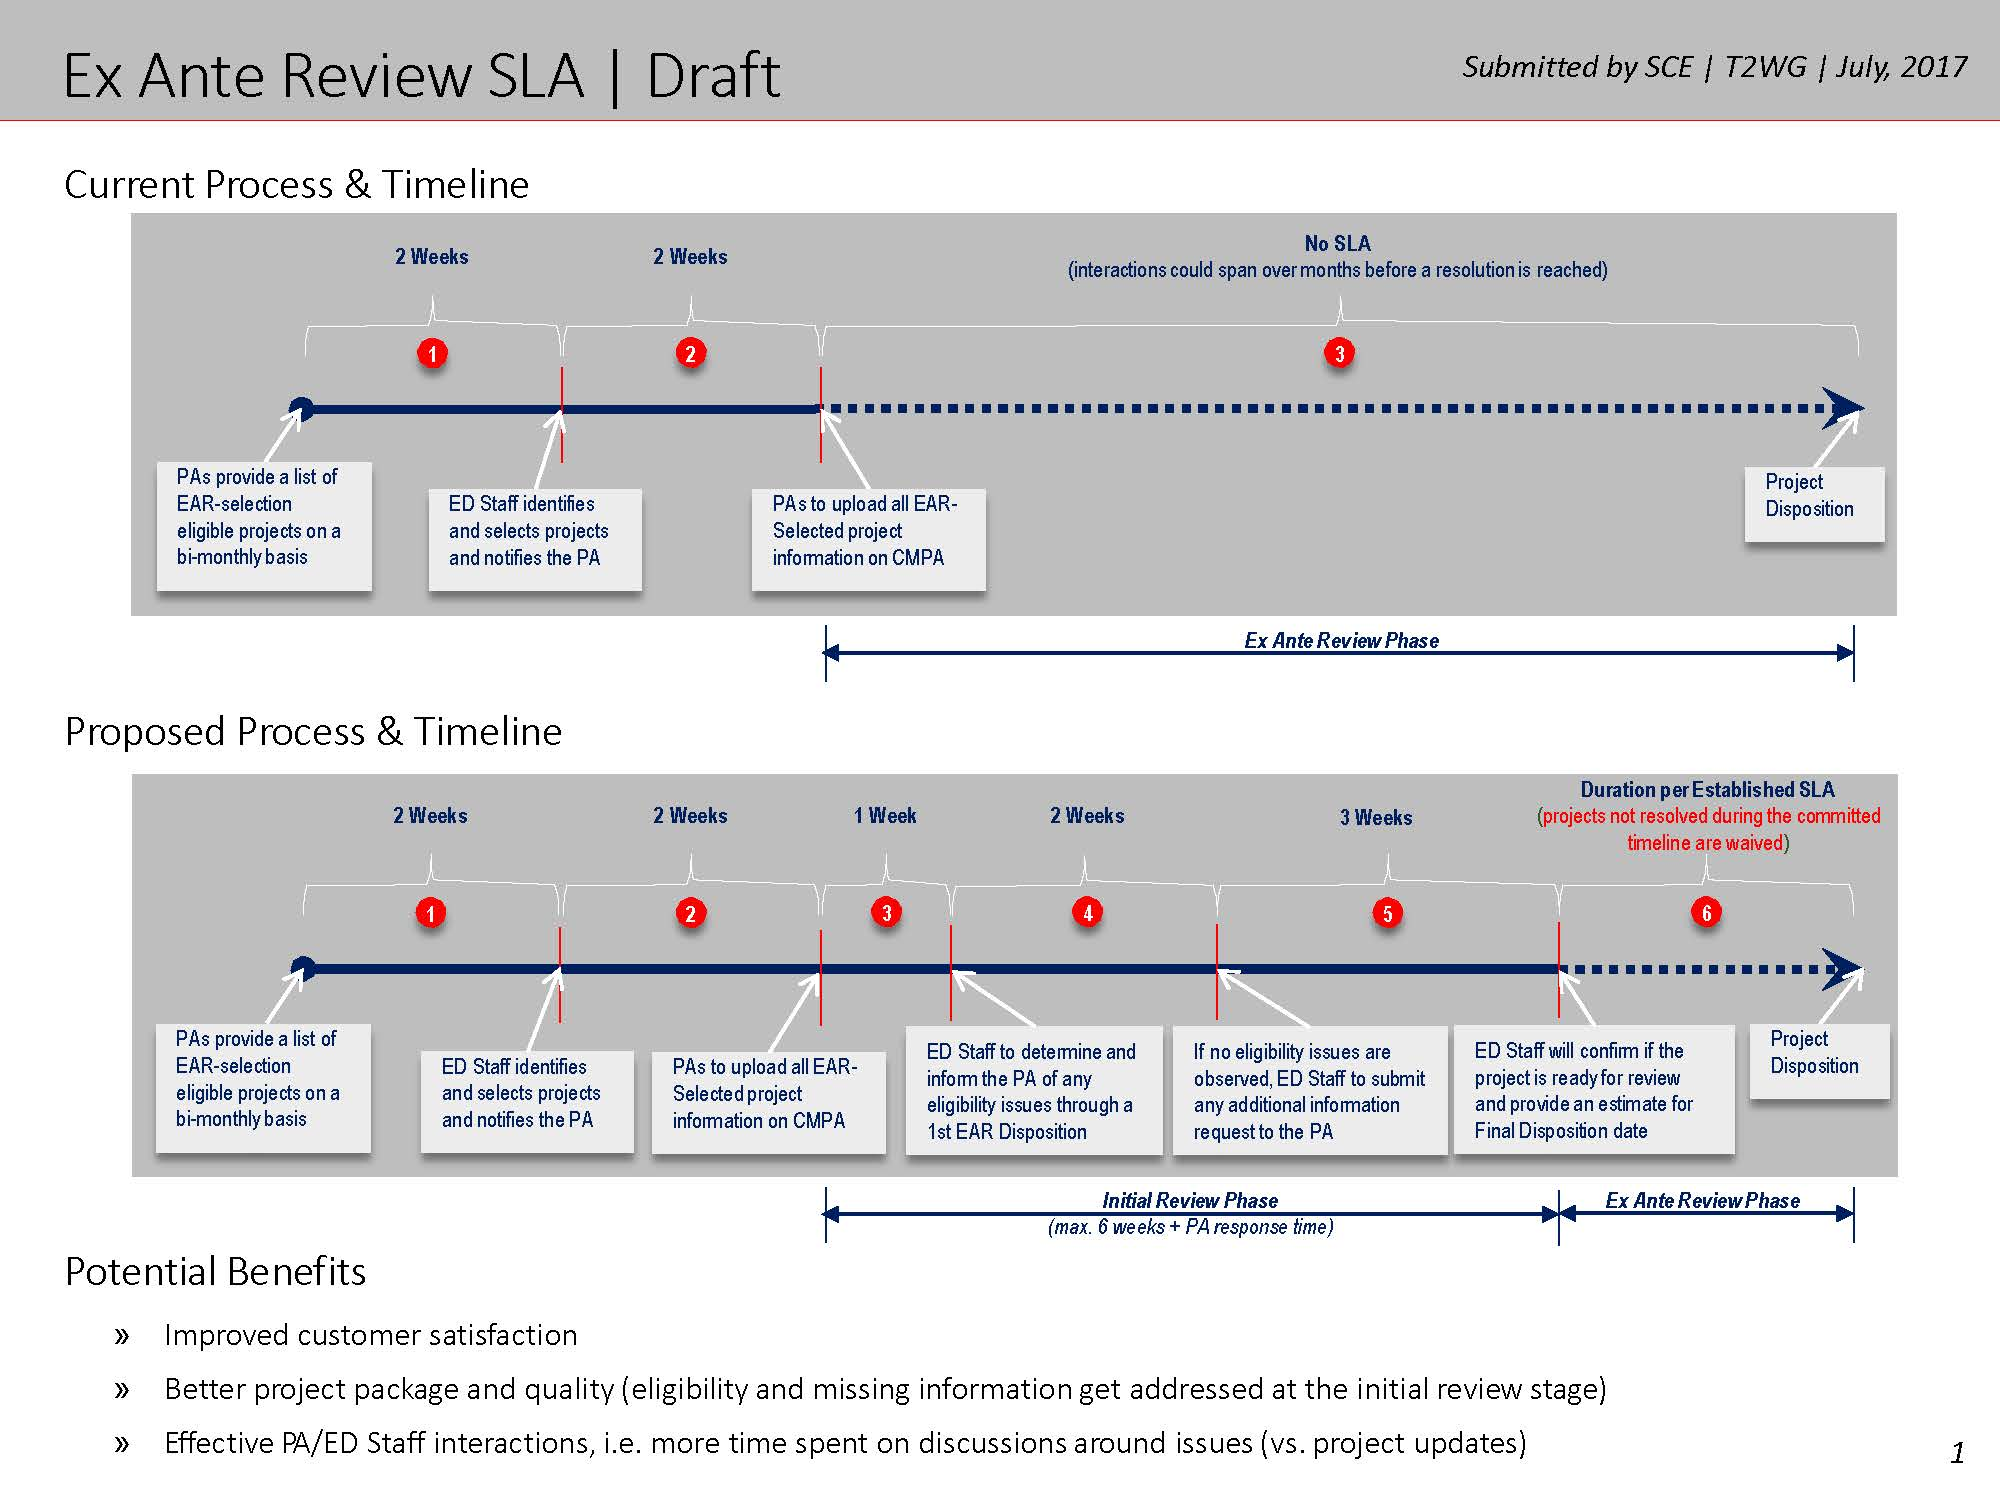 Ex Ante Review SLA | Draft
Submitted by SCE | T2WG | July, 2017
Current Process & Timeline
2 Weeks
2 Weeks
No SLA
(interactions could span over months before a resolution is reached)
1
2
3
PAs provide a list of
EAR-selection
eligible projects on a
bi-monthly basis
ED Staff identifies
and selects projects
and notifies the PA
PAs to upload all EAR-
Selected project
information on CMPA
Project
Disposition
Ex Ante Review Phase
Proposed Process & Timeline
2 Weeks
2 Weeks
1 Week
2 Weeks
3 Weeks
Duration per Established SLA
(projects not resolved during the committed
timeline are waived)
1
2
3
4
5
6
PAs provide a list of
EAR-selection
eligible projects on a
bi-monthly basis
ED Staff identifies
and selects projects
and notifies the PA
PAs to upload all EAR-
Selected project
information on CMPA
ED Staff to determine and
inform the PA of any
eligibility issues through a
1st EAR Disposition
If no eligibility issues are
observed, ED Staff to submit
any additional information
request to the PA
ED Staff will confirm if the
project is ready for review
and provide an estimate for
Final Disposition date
Project
Disposition
Initial Review Phase
(max. 6 weeks + PA response time)
Ex Ante Review Phase
Potential Benefits
» Improved customer satisfaction
» Better project package and quality (eligibility and missing information get addressed at the initial review stage)
» Effective PA/ED Staff interactions, i.e. more time spent on discussions around issues (vs. project updates)
1